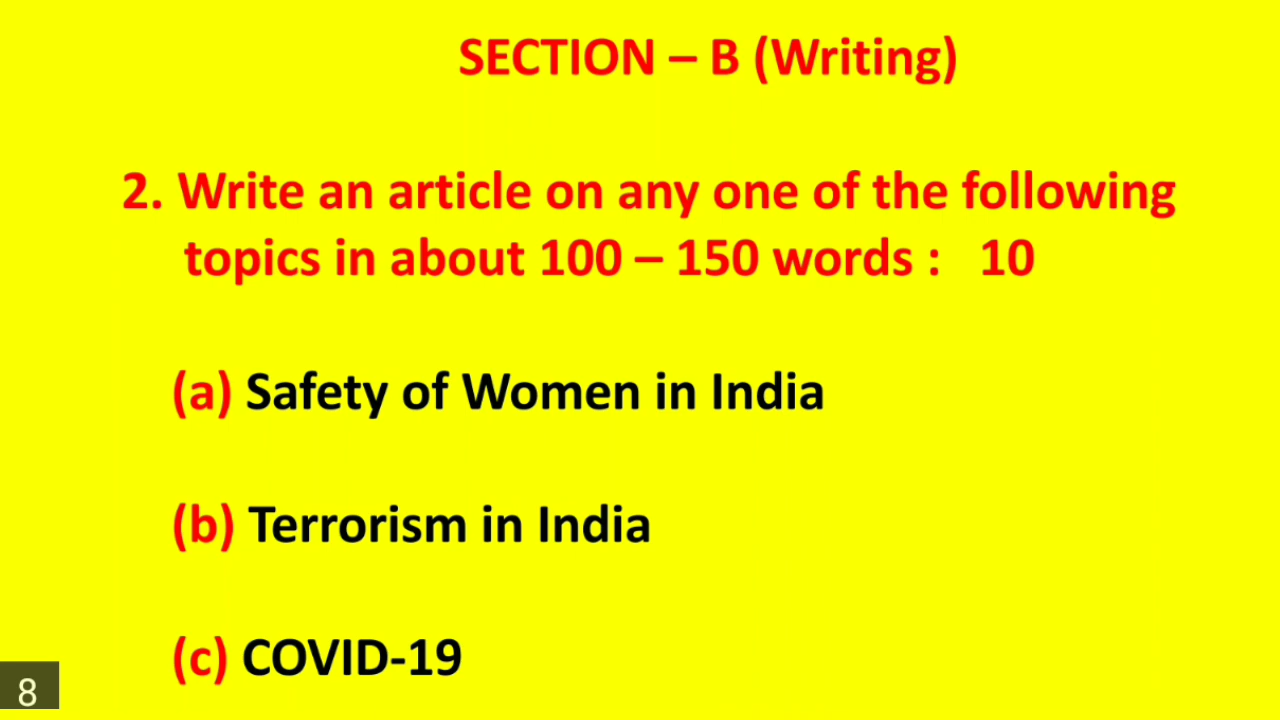 SECTION – B (Writing)
2. Write an article on any one of the following
topics in about 100 – 150 words : 10
(a) Safety of Women in India
(b) Terrorism in India
(c) COVID-19
8